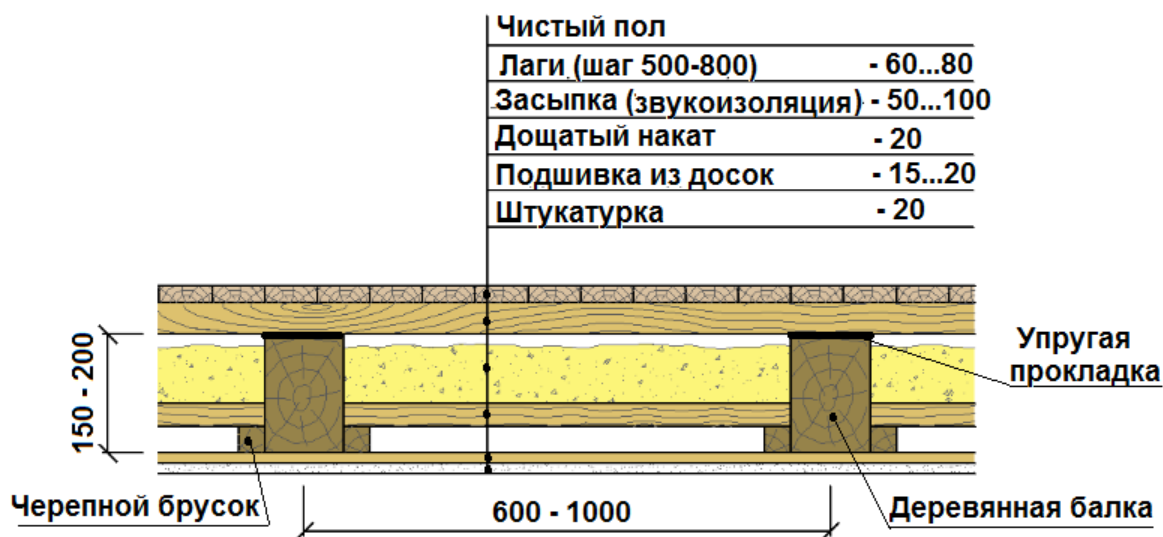 Чистый пол
Лаги (шаг 500-800) - 60...80
Засыпка (звукоизоляция) - 50...100
Дощатый накат - 20
Подшивка из досок - 15...20
Штукатурка - 20
Упругая
прокладка
150 - 200
Черепной брусок
600 - 1000
Деревянная балка